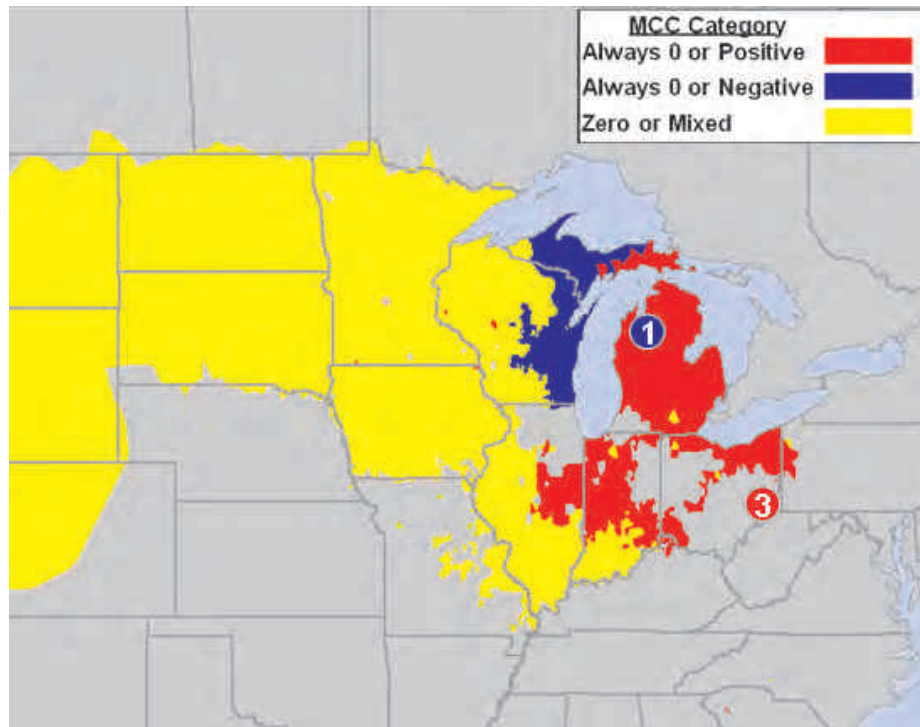 MCC Category
Always 0 or Positive
Always 0 or Negative
Zero or Mixed
1
3